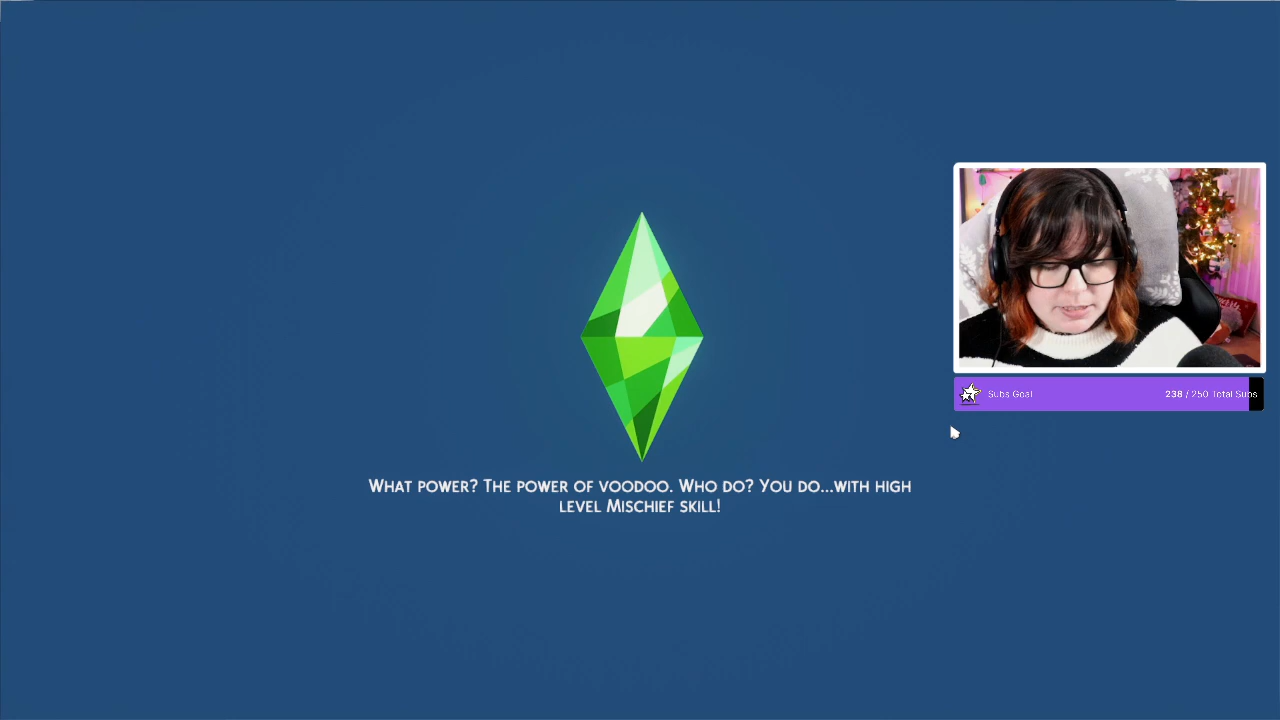 What power? The power of voodoo. Who do? You do...with high
level Mischief skill!
Subs Goal
238 / 250 Total Subs